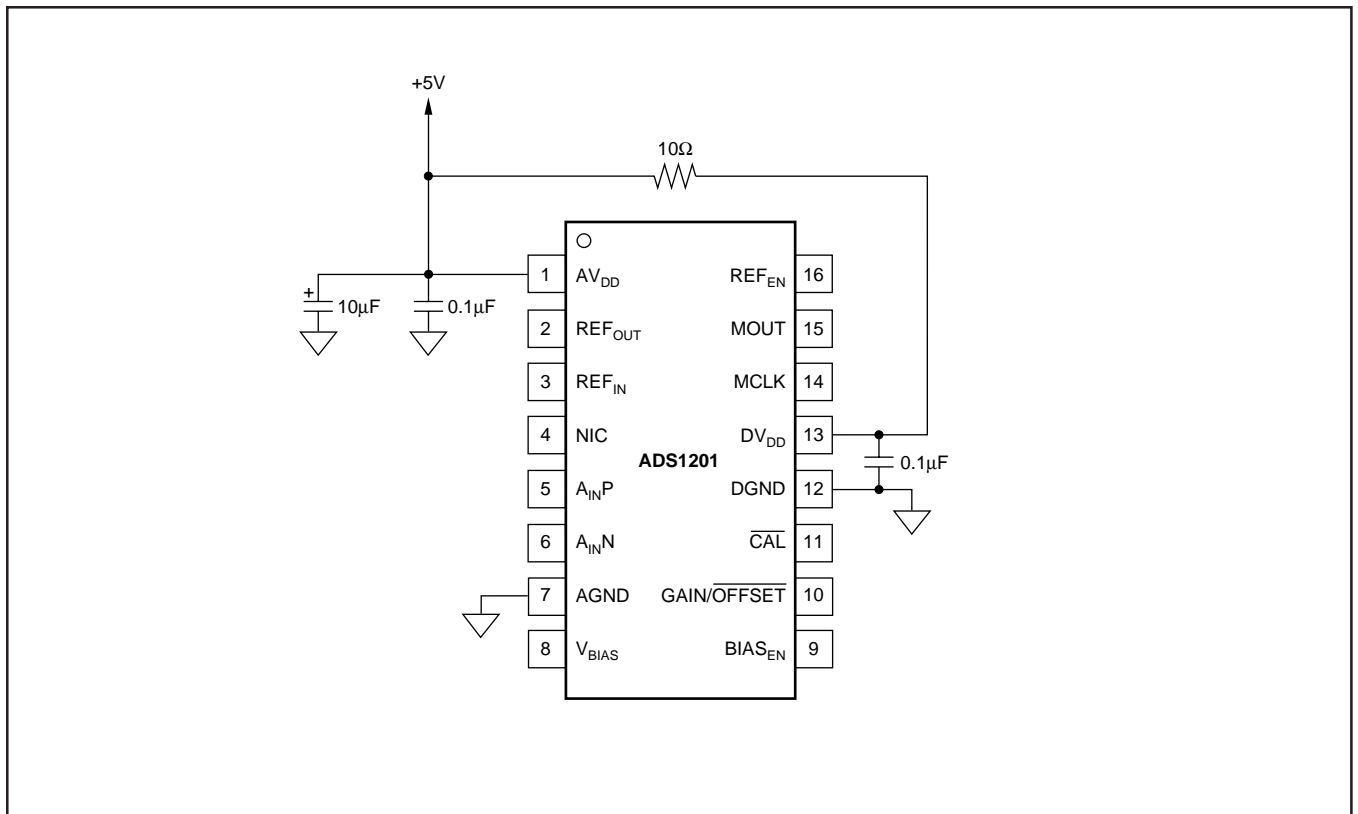 +5V
10Ω
1 AVDD REFEN 16
+
10µF
0.1µF
2 REFOUT MOUT 15
3 REFIN MCLK 14
4 NIC DVDD 13
ADS1201
0.1µF
5 AINP DGND 12
6 AINN CAL 11
7 AGND GAIN/OFFSET 10
8 VBIAS BIASEN 9